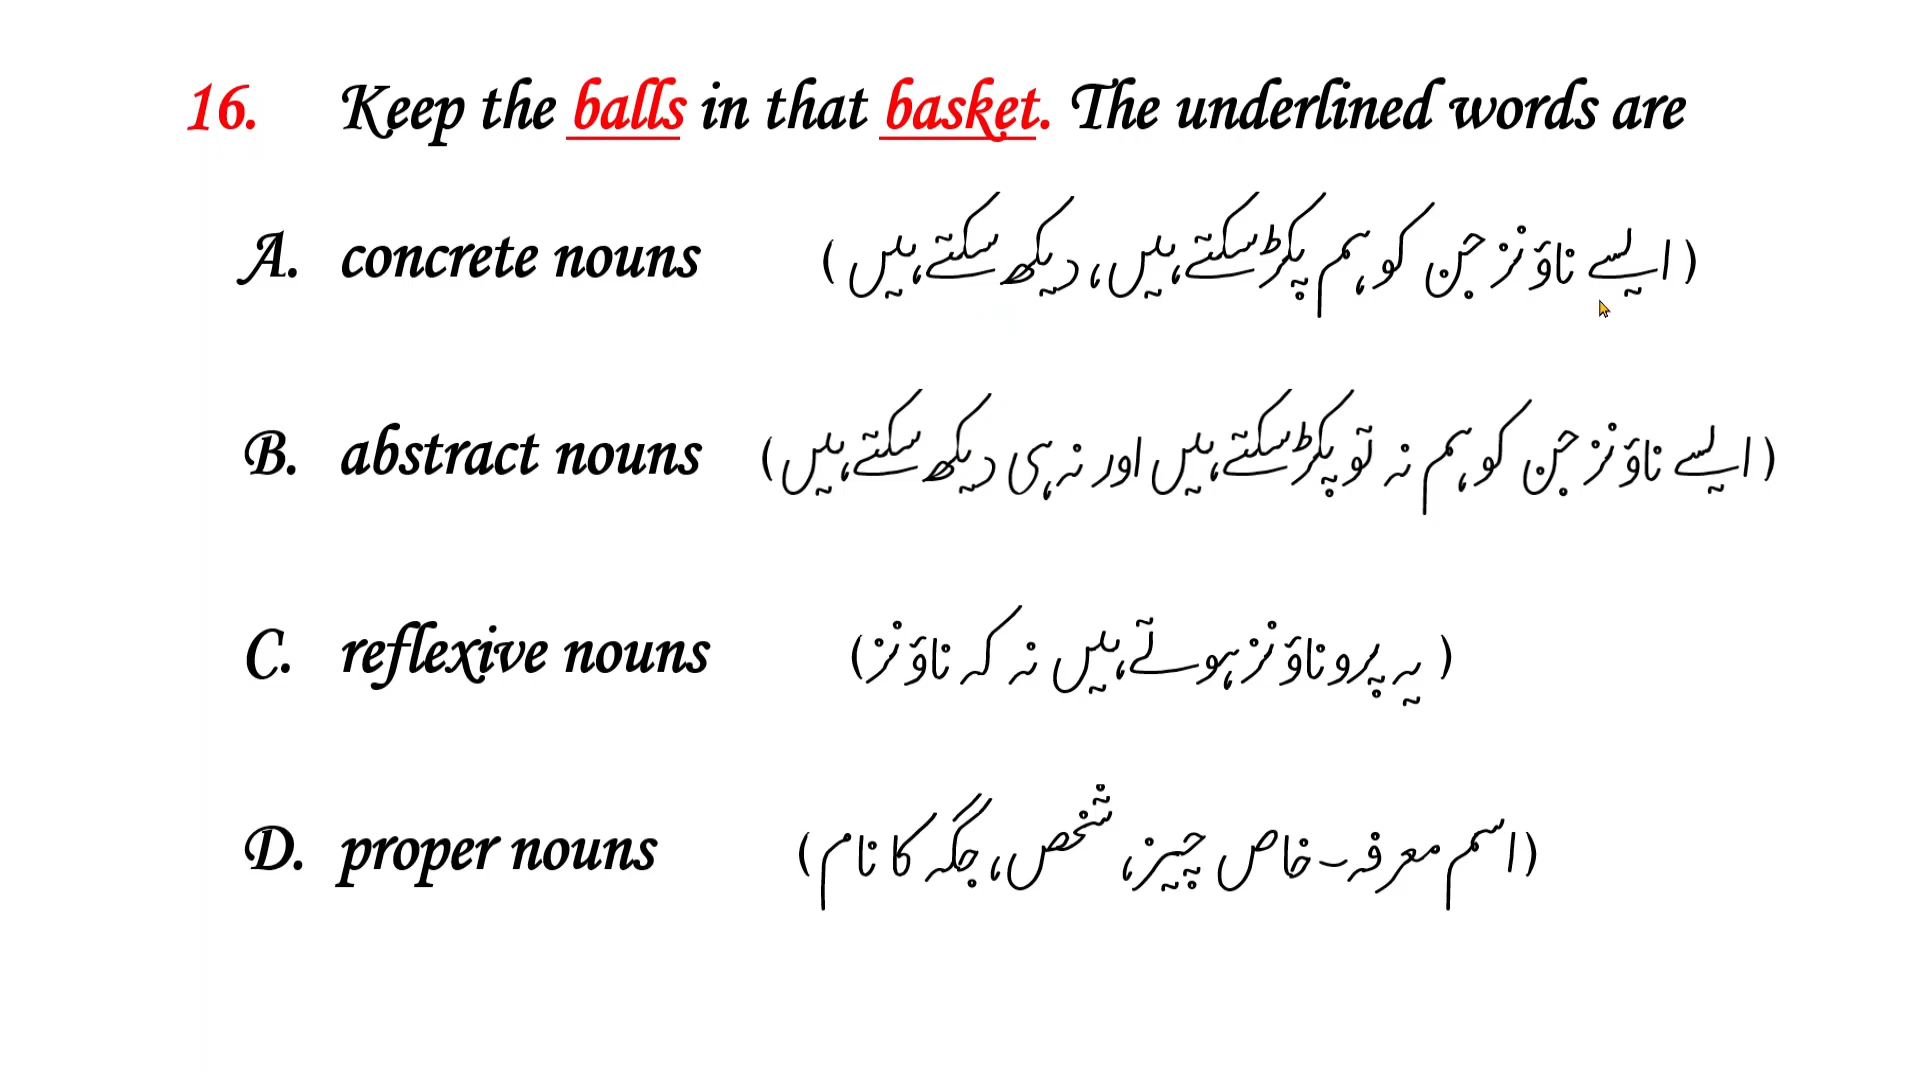 16. Keep the balls in that basket. The underlined words are
A. concrete nouns (ایسے ناؤنز جن کو ہم پکڑ سکتے ہیں، دیکھ سکتے ہیں)
B. abstract nouns (ایسے ناؤنز جن کو ہم نہ تو پکڑ سکتے ہیں اور نہ ہی دیکھ سکتے ہیں)
C. reflexive nouns (یہ پرو ناؤنز ہوتے ہیں نہ کہ ناؤنز)
D. proper nouns (اسم معرفہ۔ خاص چیز، شخص، جگہ کا نام)